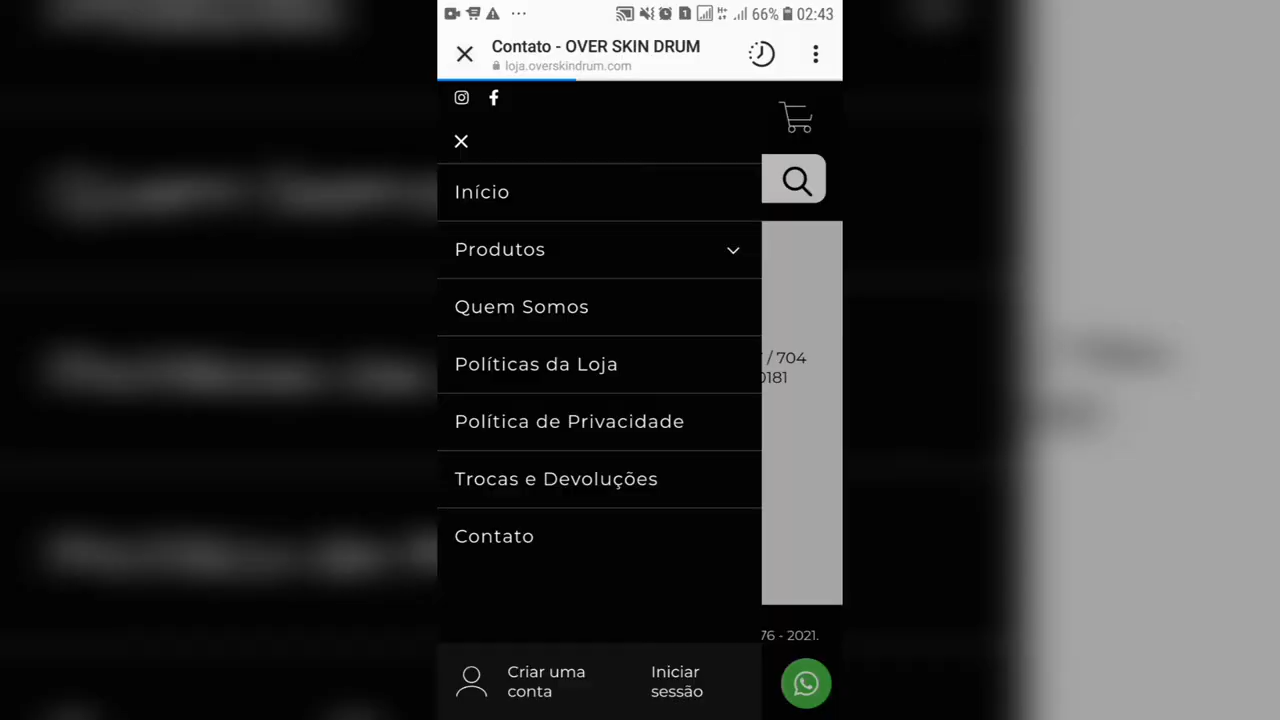 66% 02:43
Contato - OVER SKIN DRUM
loja.overskindrum.com
Início
Produtos
Quem Somos
/ 704
0181
Políticas da Loja
Política de Privacidade
Trocas e Devoluções
Contato
76 - 2021.
Criar uma
conta
Iniciar
sessão